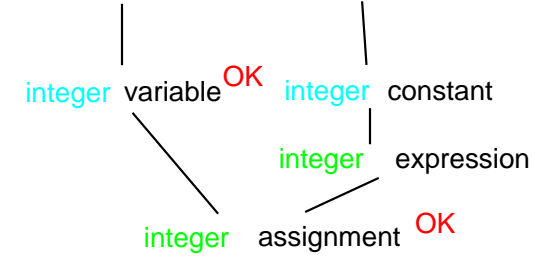 integer variable OK integer constant
integer expression
integer assignment OK